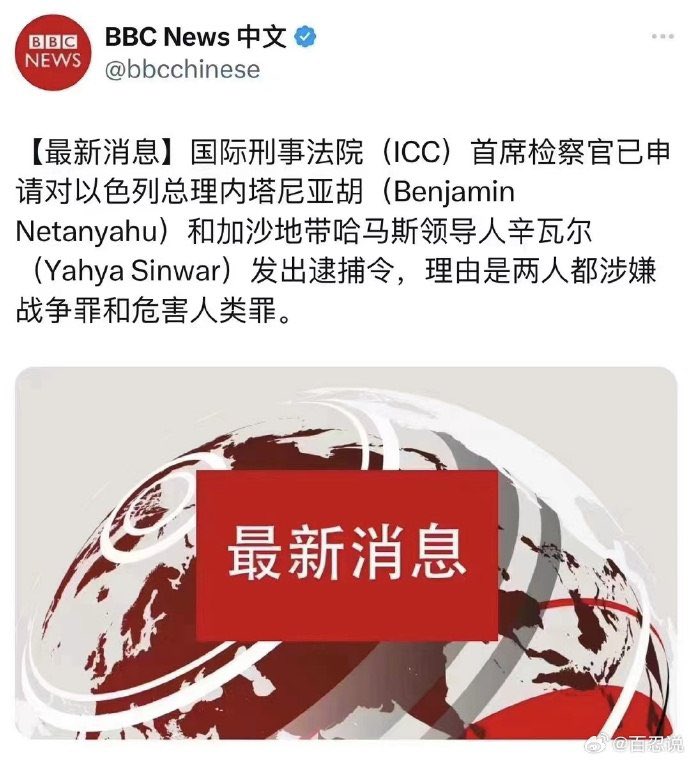 BBC
NEWS
BBC News 中文
@bbcchinese
【最新消息】国际刑事法院（ICC）首席检察官已申
请对以色列总理内塔尼亚胡（Benjamin
Netanyahu）和加沙地带哈马斯领导人辛瓦尔
（Yahya Sinwar）发出逮捕令，理由是两人都涉嫌
战争罪和危害人类罪。
最新消息
@百忍说